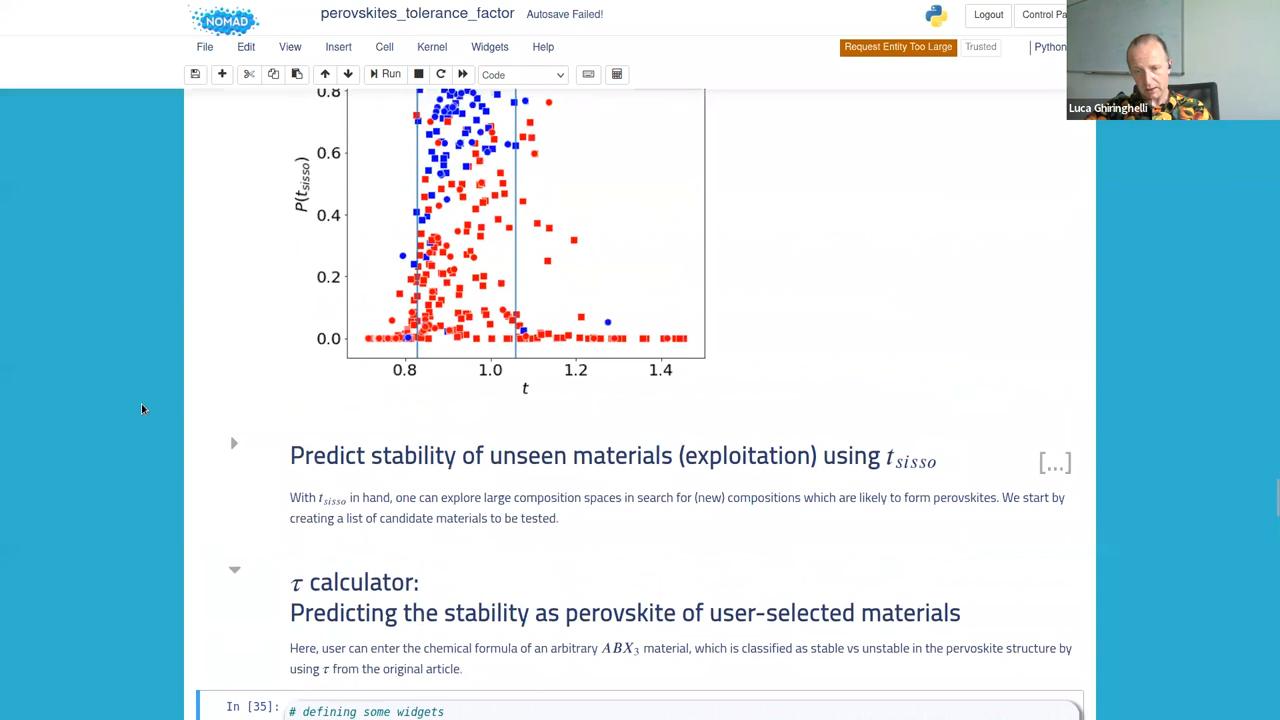 NOMAD
perovskites_tolerance_factor Autosave Failed!
Logout
Control Pa
File Edit View Insert Cell Kernel Widgets Help
Request Entity Too Large
Trusted
Python
Run
Code
Luca Ghiringhelli
0.8
0.6
0.4
0.2
0.0
P(t_sisso)
0.8 1.0 1.2 1.4
t
Predict stability of unseen materials (exploitation) using t_sisso
[...]
With t_sisso in hand, one can explore large composition spaces in search for (new) compositions which are likely to form perovskites. We start by
creating a list of candidate materials to be tested.
τ calculator:
Predicting the stability as perovskite of user-selected materials
Here, user can enter the chemical formula of an arbitrary ABX₃ material, which is classified as stable vs unstable in the pervoskite structure by
using τ from the original article.
In [35]:
# defining some widgets